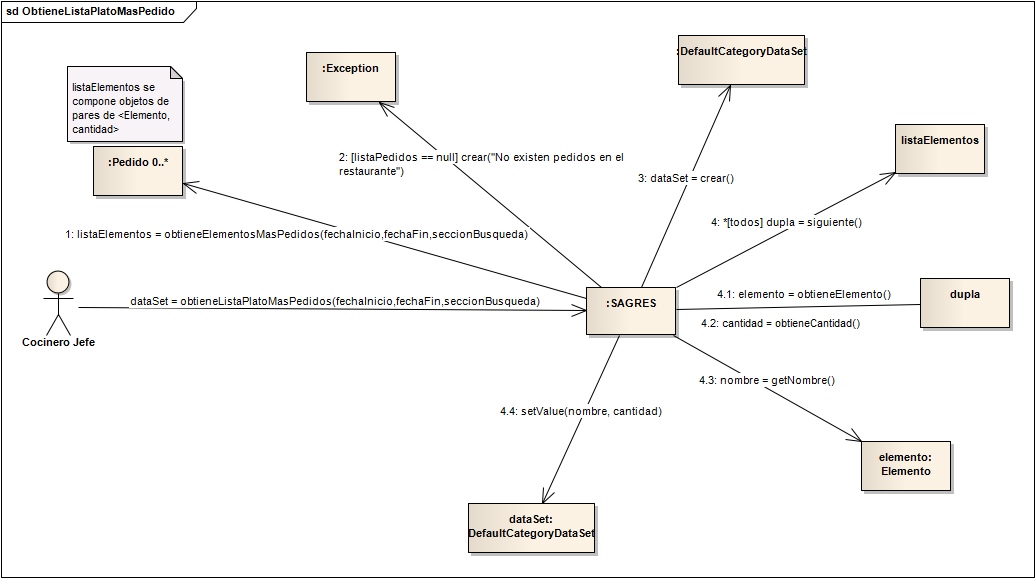 sd ObtieneListaPlatoMasPedido
:DefaultCategoryDataSet
:Exception
listaElementos se
compone objetos de
pares de <Elemento,
cantidad>
listaElementos
:Pedido 0..*
2: [listaPedidos == null] crear("No existen pedidos en el
restaurante")
3: dataSet = crear()
4: *[todos] dupla = siguiente()
1: listaElementos = obtieneElementosMasPedidos(fechaInicio,fechaFin,seccionBusqueda)
dataSet = obtieneListaPlatoMasPedidos(fechaInicio,fechaFin,seccionBusqueda)
:SAGRES
4.1: elemento = obtieneElemento()
dupla
4.2: cantidad = obtieneCantidad()
Cocinero Jefe
4.3: nombre = getNombre()
4.4: setValue(nombre, cantidad)
elemento:
Elemento
dataSet:
DefaultCategoryDataSet